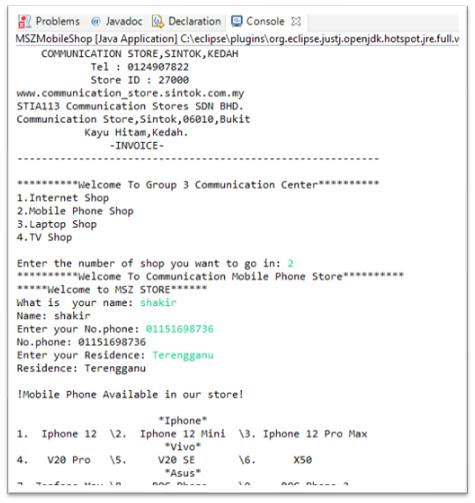 Problems @ Javadoc Declaration Console
MSZMobileShop [Java Application] C:\eclipse\plugins\org.eclipse.justj.openjdk.hotspot.jre.full.w
COMMUNICATION STORE,SINTOK,KEDAH
Tel : 0124907822
Store ID : 27000
www.communication_store.sintok.com.my
STIA113 Communication Stores SDN BHD.
Communication Store,Sintok,06010,Bukit
Kayu Hitam,Kedah.
-INVOICE-
----------------------------------------------------------
**********Welcome To Group 3 Communication Center**********
1.Internet Shop
2.Mobile Phone Shop
3.Laptop Shop
4.TV Shop
Enter the number of shop you want to go in: 2
**********Welcome To Communication Mobile Phone Store**********
*****Welcome to MSZ STORE******
What is  your name: shakir
Name: shakir
Enter your No.phone: 01151698736
No.phone: 01151698736
Enter your Residence: Terengganu
Residence: Terengganu
!Mobile Phone Available in our store!
*Iphone*
1.  Iphone 12  \2.  Iphone 12 Mini  \3. Iphone 12 Pro Max
*Vivo*
4.   V20 Pro   \5.     V20 SE       \6.      X50
*Asus*